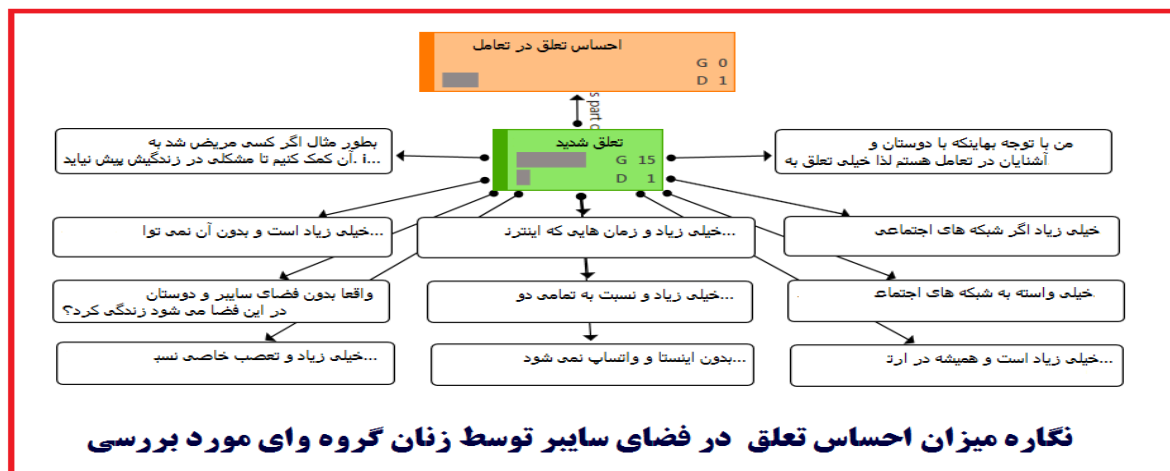 احساس تعلق در تعامل
G 0
D 1
s part o
تعلق شدید
G 15
D 1
من با توجه بهاینکه با دوستان و
آشنایان در تعامل هستم لذا خیلی تعلق به
بطور مثال اگر کسی مریض شد به
آن کمک کنیم تا مشکلی در زندگیش پیش نیاید. i...
خیلی زیاد اگر شبکه های اجتماعی
خیلی زیاد و زمان هایی که اینترن...
خیلی زیاد است و بدون آن نمی توا...
خیلی واسته به شبکه های اجتماع
خیلی زیاد و نسبت به تمامی دو...
واقعا بدون فضای سایبر و دوستان
در این فضا می شود زندگی کرد؟
خیلی زیاد است و همیشه در ارت...
بدون اینستا و واتساپ نمی شود...
خیلی زیاد و تعصب خاصی نسب...
نگاره میزان احساس تعلق در فضای سایبر توسط زنان گروه وای مورد بررسی